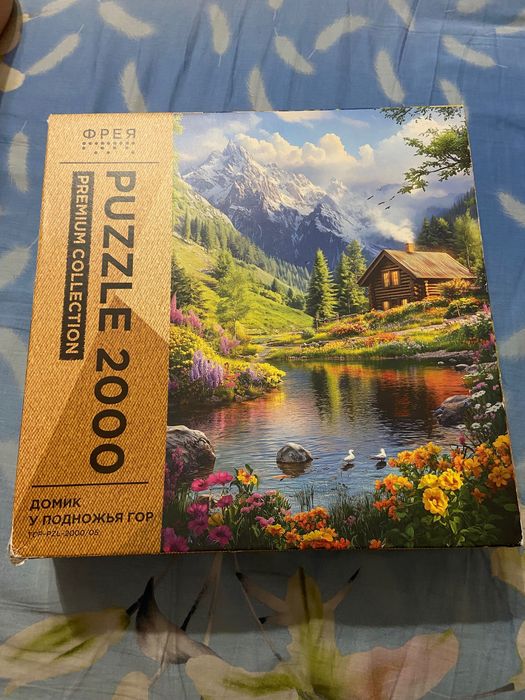 ФРЕЯ
PUZZLE 2000
PREMIUM COLLECTION
ДОМИК
У ПОДНОЖЬЯ ГОР